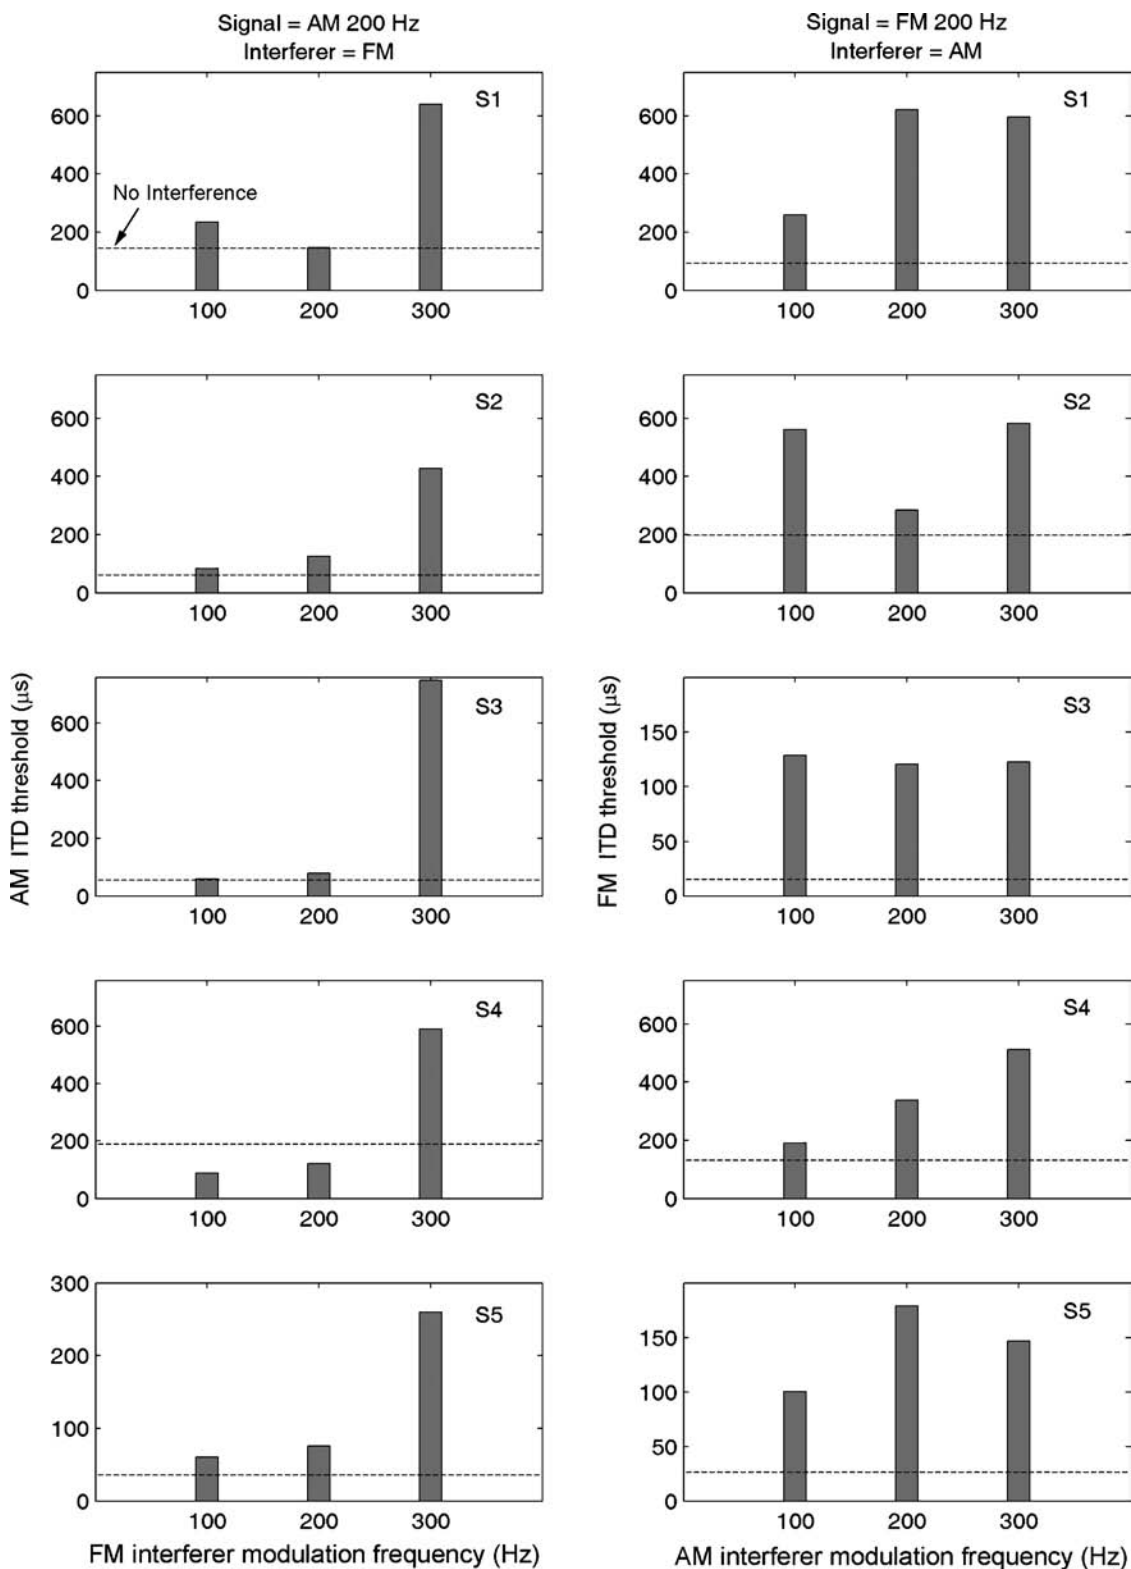 Signal = AM 200 Hz
Interferer = FM
Signal = FM 200 Hz
Interferer = AM
S1
600
400
200
0
No Interference
100 200 300
S1
600
400
200
0
100 200 300
S2
600
400
200
0
100 200 300
S2
600
400
200
0
100 200 300
AM ITD threshold (μs)
S3
600
400
200
0
100 200 300
FM ITD threshold (μs)
S3
150
100
50
0
100 200 300
S4
600
400
200
0
100 200 300
S4
600
400
200
0
100 200 300
S5
300
200
100
0
100 200 300
FM interferer modulation frequency (Hz)
S5
150
100
50
0
100 200 300
AM interferer modulation frequency (Hz)